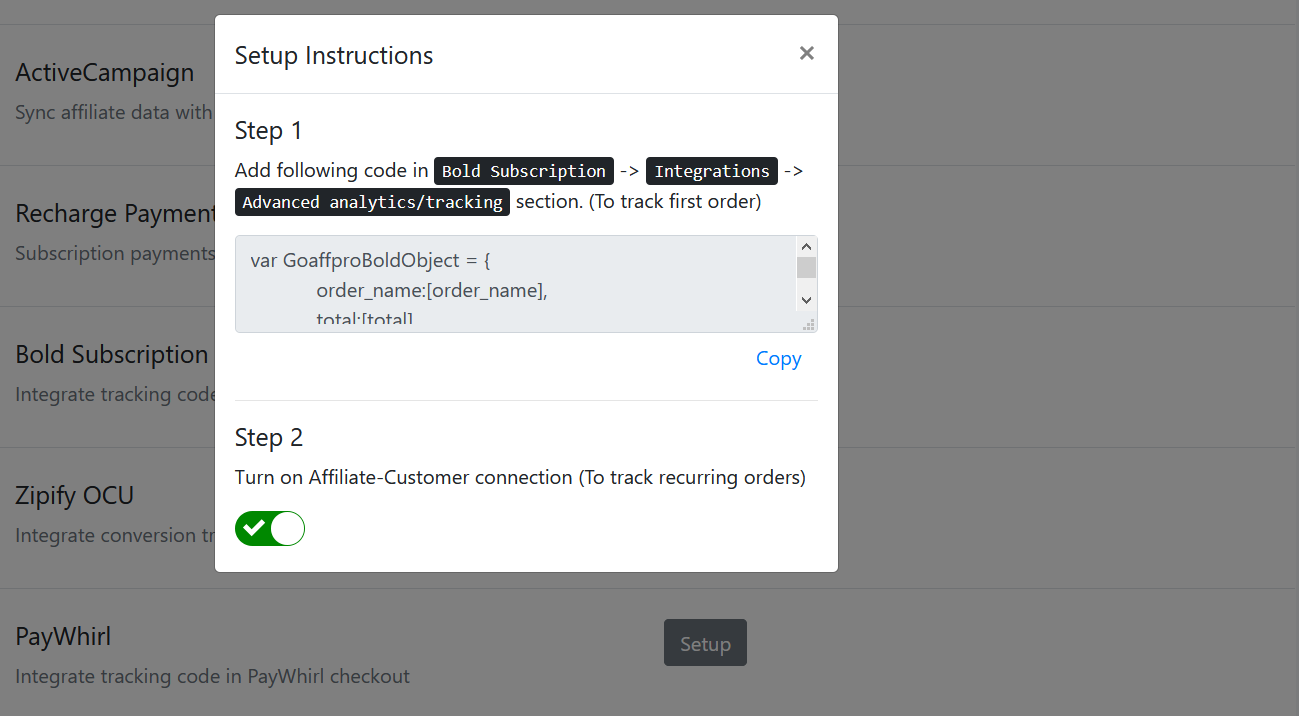 Setup Instructions
×
Step 1
Add following code in Bold Subscription -> Integrations ->
Advanced analytics/tracking section. (To track first order)
var GoaffproBoldObject = {
order_name:[order_name],
total:[total]
Copy
Step 2
Turn on Affiliate-Customer connection (To track recurring orders)
ActiveCampaign
Sync affiliate data with
Recharge Payment
Subscription payments
Bold Subscription
Integrate tracking code
Zipify OCU
Integrate conversion
PayWhirl
Setup
Integrate tracking code in PayWhirl checkout